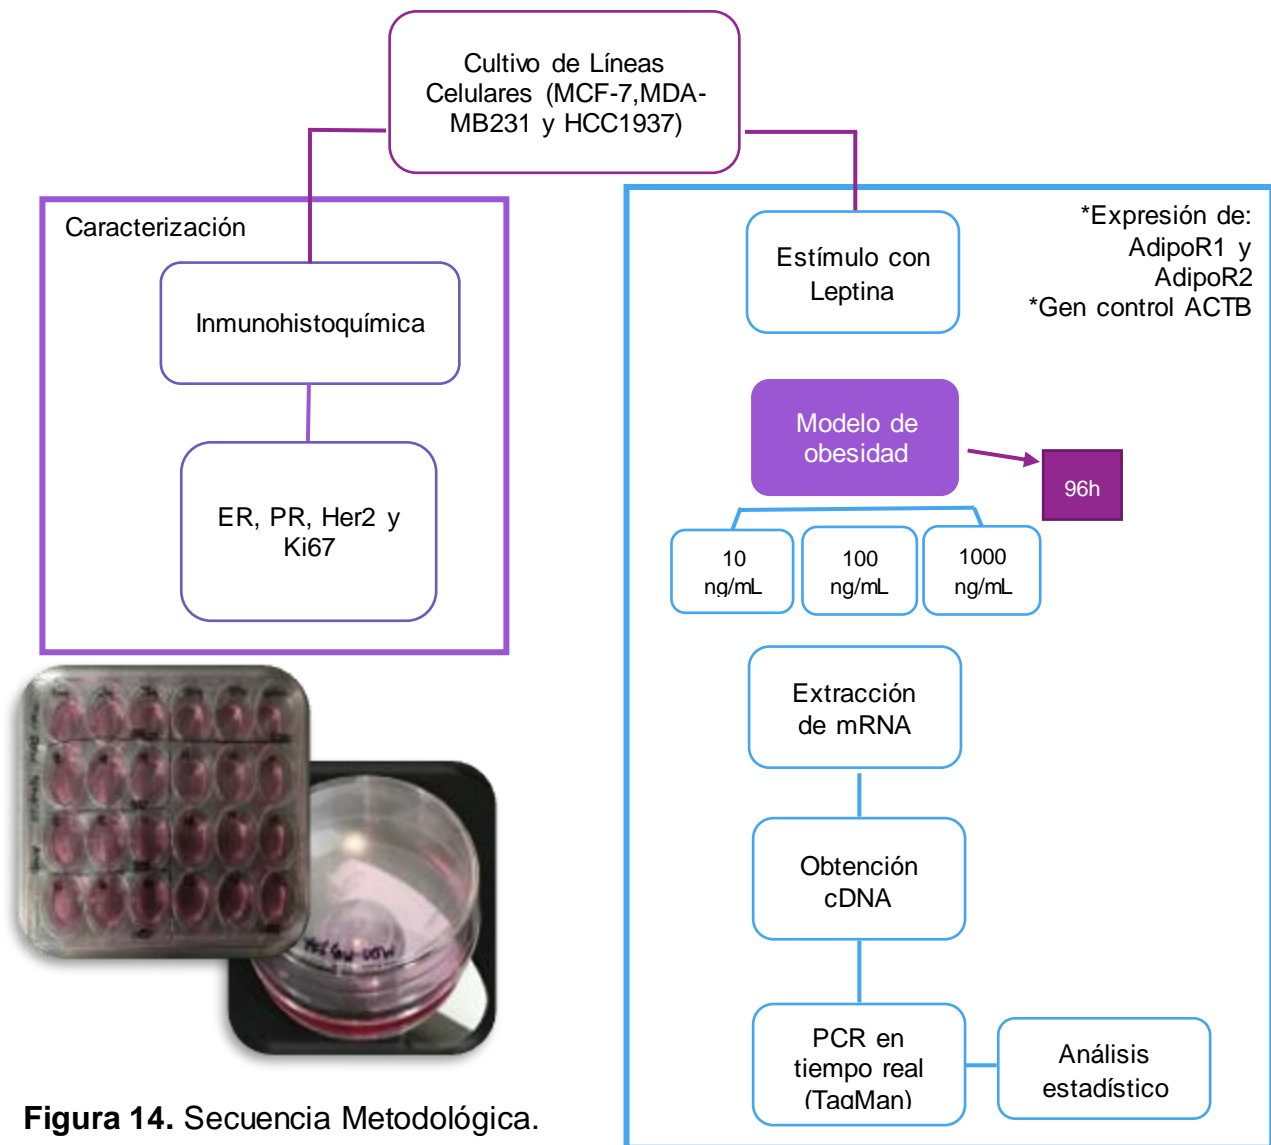 Cultivo de Líneas
Celulares (MCF-7,MDA-
MB231 y HCC1937)
Caracterización
Inmunohistoquímica
ER, PR, Her2 y
Ki67
*Expresión de:
AdipoR1 y
AdipoR2
*Gen control ACTB
Estímulo con
Leptina
Modelo de
obesidad
96h
10
ng/mL
100
ng/mL
1000
ng/mL
Extracción
de mRNA
Obtención
cDNA
PCR en
tiempo real
(TaqMan)
Análisis
estadístico
Figura 14. Secuencia Metodológica.